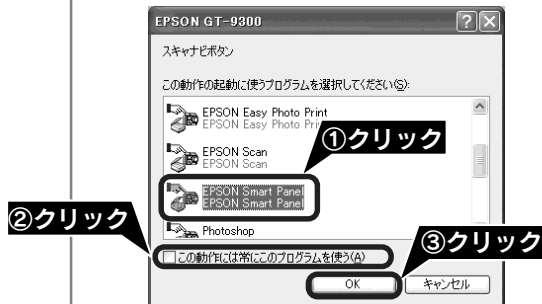 EPSON GT-9300
スキャナビボタン
この動作の起動に使うプログラムを選択してください(S):
EPSON Easy Photo Print
EPSON Easy Photo Pri
①クリック
EPSON Scan
EPSON Scan
EPSON Smart Panel
EPSON Smart Panel
Photoshop
②クリック
この動作には常にこのプログラムを使う(A)
③クリック
OK
キャンセル